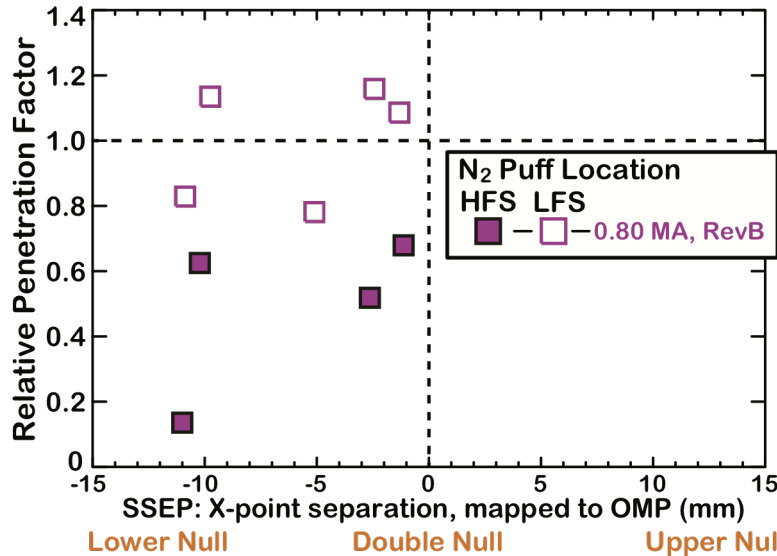 Relative Penetration Factor
1.4
1.2
1.0
0.8
0.6
0.4
0.2
0
N₂ Puff Location
HFS LFS
0.80 MA, RevB
-15 -10 -5 0 5 10 15
SSEP: X-point separation, mapped to OMP (mm)
Lower Null Double Null Upper Nul